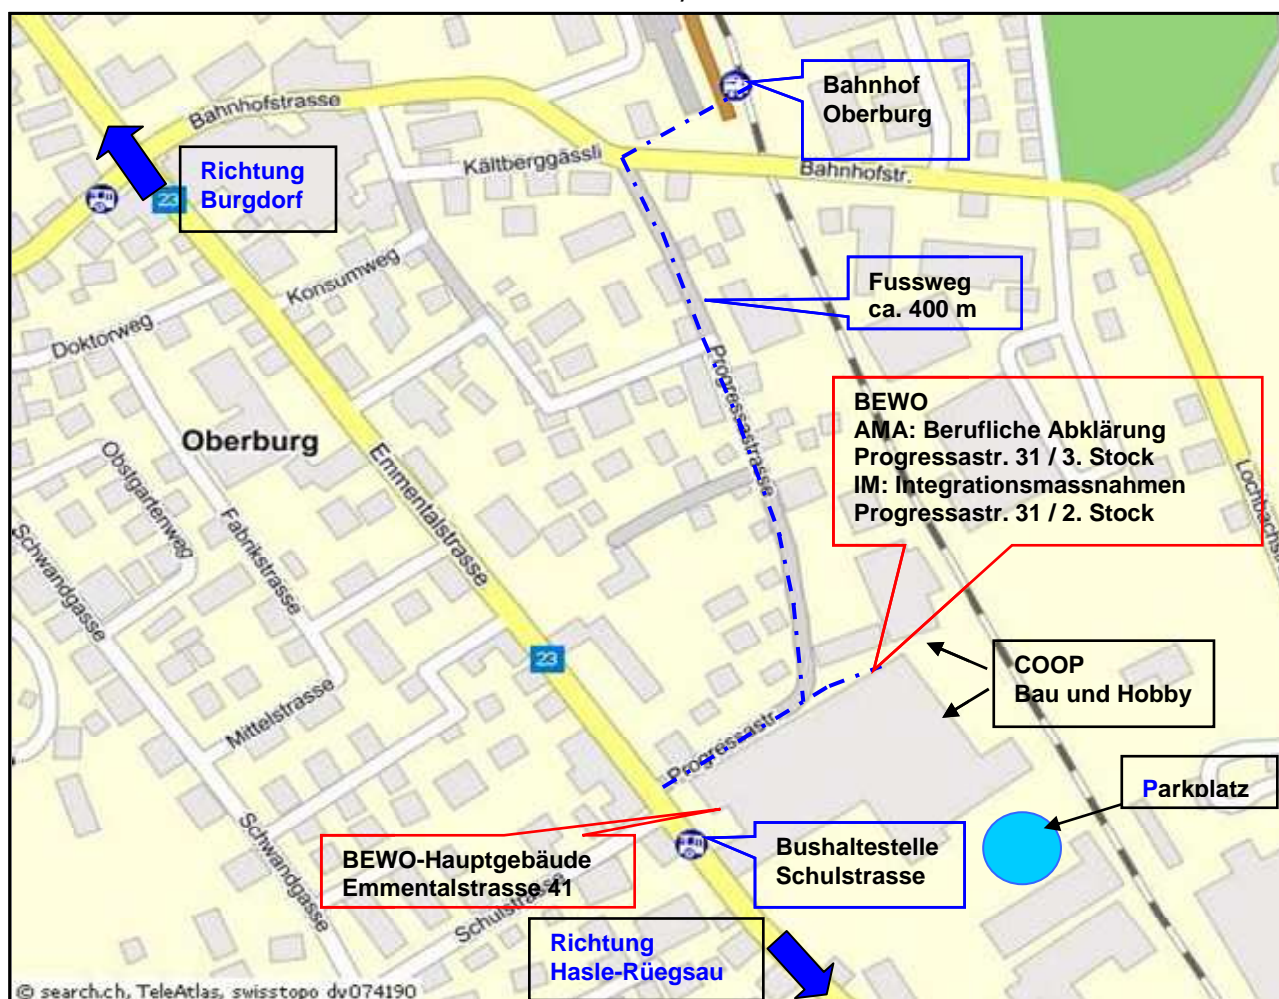 Bahnhof
Oberburg
Bahnhofstrasse
Kältberggässli
Bahnhofstr.
Richtung
Burgdorf
23
Konsumweg
Fussweg
ca. 400 m
Doktorweg
Progressastrasse
BEWO
AMA: Berufliche Abklärung
Progressastr. 31 / 3. Stock
IM: Integrationsmassnahmen
Progressastr. 31 / 2. Stock
Oberburg
Emmentalstrasse
Obstgartenweg
Fabrikstrasse
Schwandgasse
Lochbachst
23
COOP
Bau und Hobby
Mittelstrasse
Progressastr.
Parkplatz
Schwandgasse
BEWO-Hauptgebäude
Emmentalstrasse 41
Bushaltestelle
Schulstrasse
Schulstrasse
Richtung
Hasle-Rüegsau
© search.ch, TeleAtlas, swisstopo dv074190